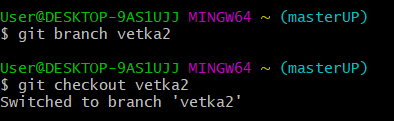 User@DESKTOP-9AS1UJJ MINGW64 ~ (masterUP)
$ git branch vetka2
User@DESKTOP-9AS1UJJ MINGW64 ~ (masterUP)
$ git checkout vetka2
Switched to branch 'vetka2'